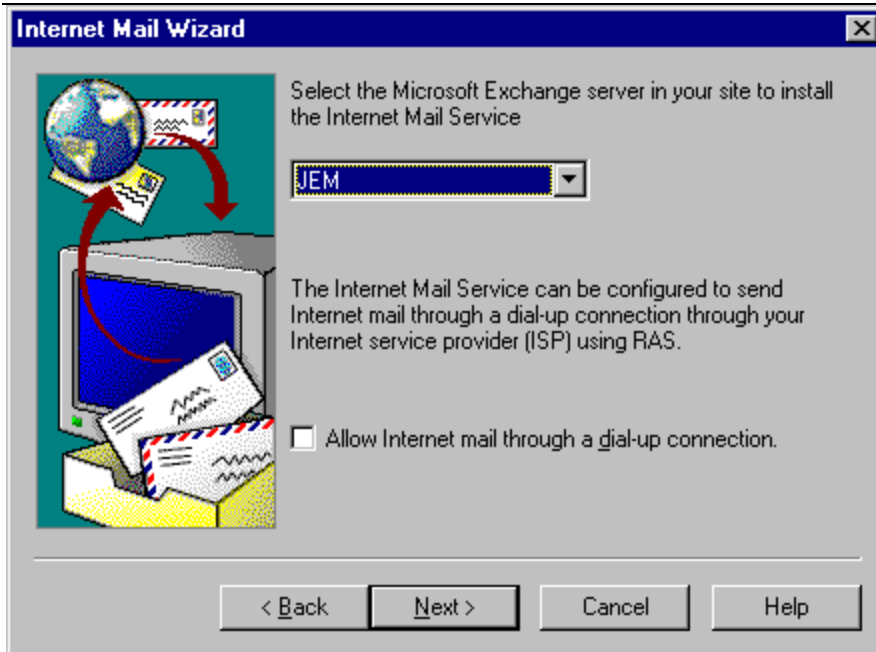 Internet Mail Wizard
Select the Microsoft Exchange server in your site to install
the Internet Mail Service
JEM
The Internet Mail Service can be configured to send
Internet mail through a dial-up connection through your
Internet service provider (ISP) using RAS.
Allow Internet mail through a dial-up connection.
< Back Next > Cancel Help